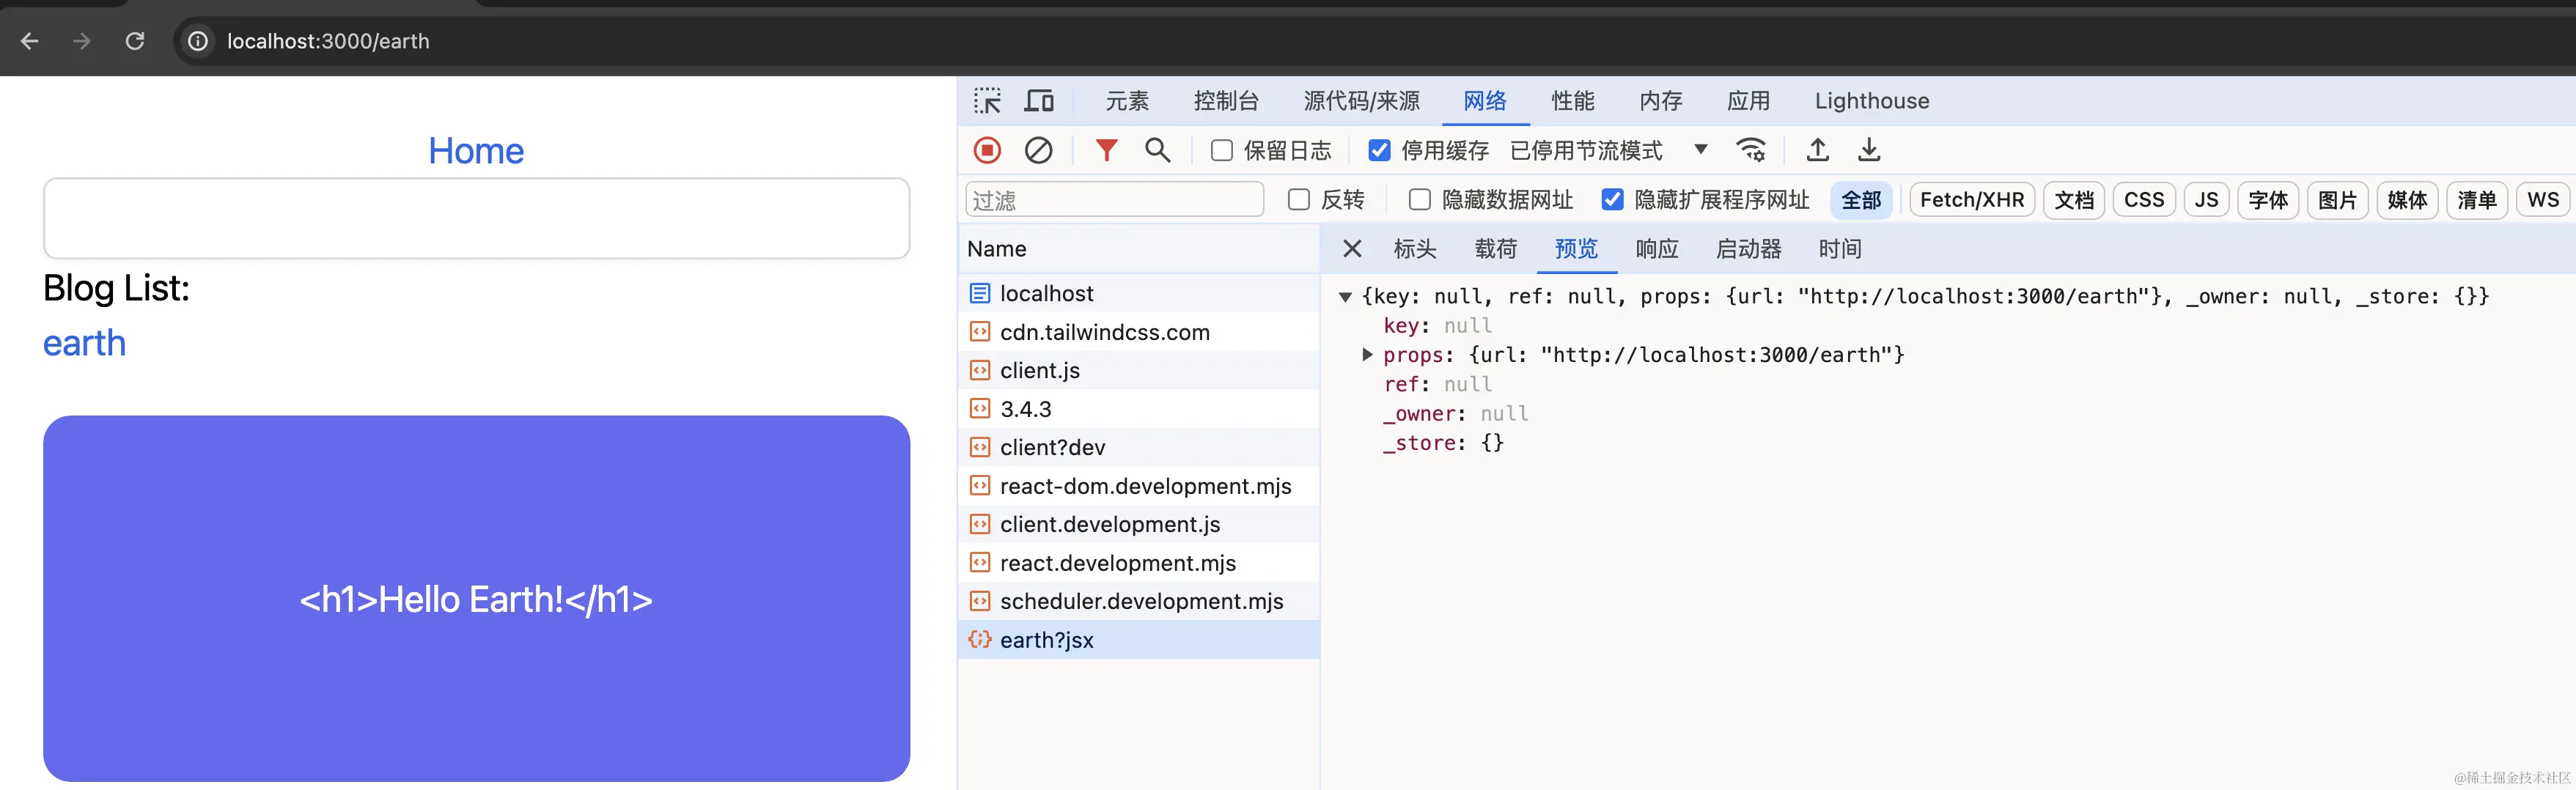 localhost:3000/earth
Home
Blog List:
earth
<h1>Hello Earth!</h1>
元素 控制台 源代码/来源 网络 性能 内存 应用 Lighthouse
保留日志 停用缓存 已停用节流模式
过滤 反转 隐藏数据网址 隐藏扩展程序网址 全部 Fetch/XHR 文档 CSS JS 字体 图片 媒体 清单 WS
Name
localhost
cdn.tailwindcss.com
client.js
3.4.3
client?dev
react-dom.development.mjs
client.development.js
react.development.mjs
scheduler.development.mjs
earth?jsx
标头 载荷 预览 响应 启动器 时间
{key: null, ref: null, props: {url: "http://localhost:3000/earth"}, _owner: null, _store: {}}
key: null
props: {url: "http://localhost:3000/earth"}
ref: null
_owner: null
_store: {}
@稀土掘金技术社区